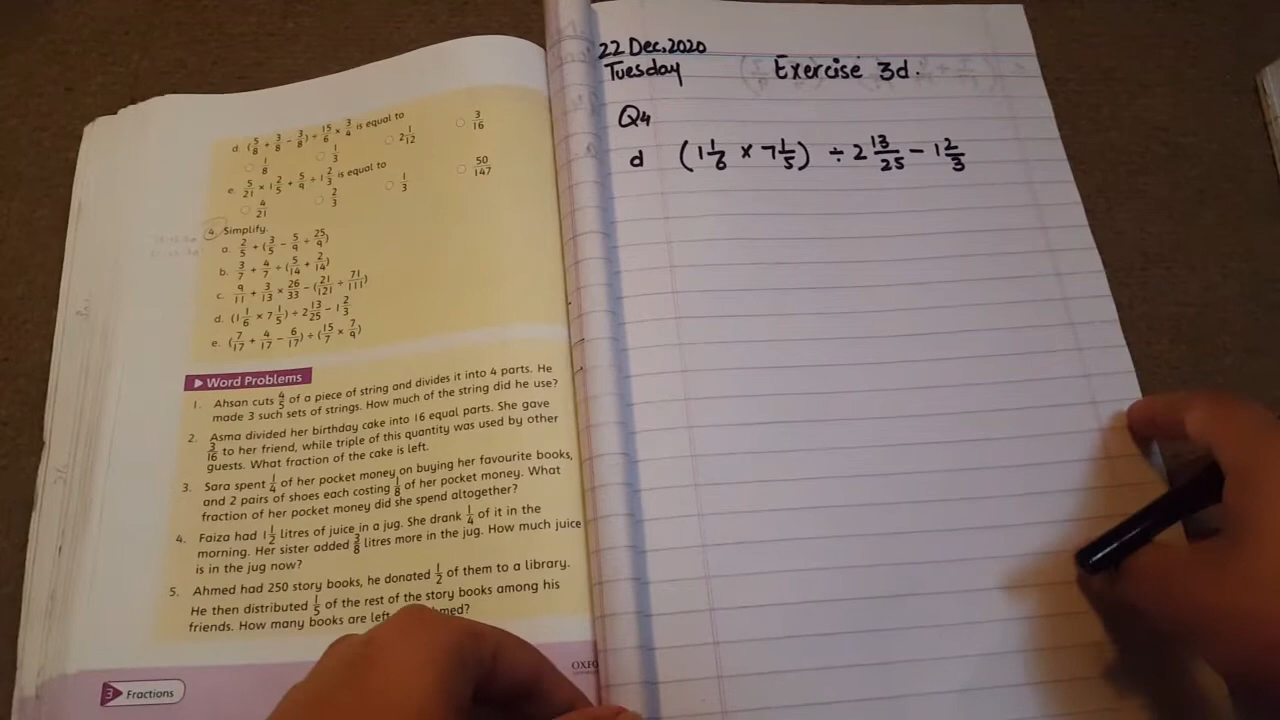 d. (5/8 + 3/8 - 3/8) ÷ 15/6 × 3/4 is equal to
1/8 1/3 2 1/12 3/16
e. 5/21 × 1 2/5 + 5/9 ÷ 1 2/3 is equal to
4/21 2/3 1/3 50/147
4. Simplify.
a. 2/5 + (3/5 - 5/9 ÷ 25/9)
b. 3/7 + 4/7 ÷ (5/14 + 2/14)
c. 9/11 + 3/13 × 26/33 - (21/121 ÷ 71/111)
d. (1 1/6 × 7 1/5) ÷ 2 13/25 - 1 2/3
e. (7/17 + 4/17 - 6/17) ÷ (15/7 × 7/9)
Word Problems
1. Ahsan cuts 4/5 of a piece of string and divides it into 4 parts. He
made 3 such sets of strings. How much of the string did he use?
2. Asma divided her birthday cake into 16 equal parts. She gave
3/16 to her friend, while triple of this quantity was used by other
guests. What fraction of the cake is left.
3. Sara spent 1/4 of her pocket money on buying her favourite books,
and 2 pairs of shoes each costing 1/8 of her pocket money. What
fraction of her pocket money did she spend altogether?
4. Faiza had 1 1/2 litres of juice in a jug. She drank 1/4 of it in the
morning. Her sister added 3/8 litres more in the jug. How much juice
is in the jug now?
5. Ahmed had 250 story books, he donated 1/2 of them to a library.
He then distributed 1/5 of the rest of the story books among his
friends. How many books are left
3 Fractions
22 Dec,2020
Tuesday Exercise 3d.
Q4
d (1 1/6 × 7 1/5) ÷ 2 13/25 - 1 2/3